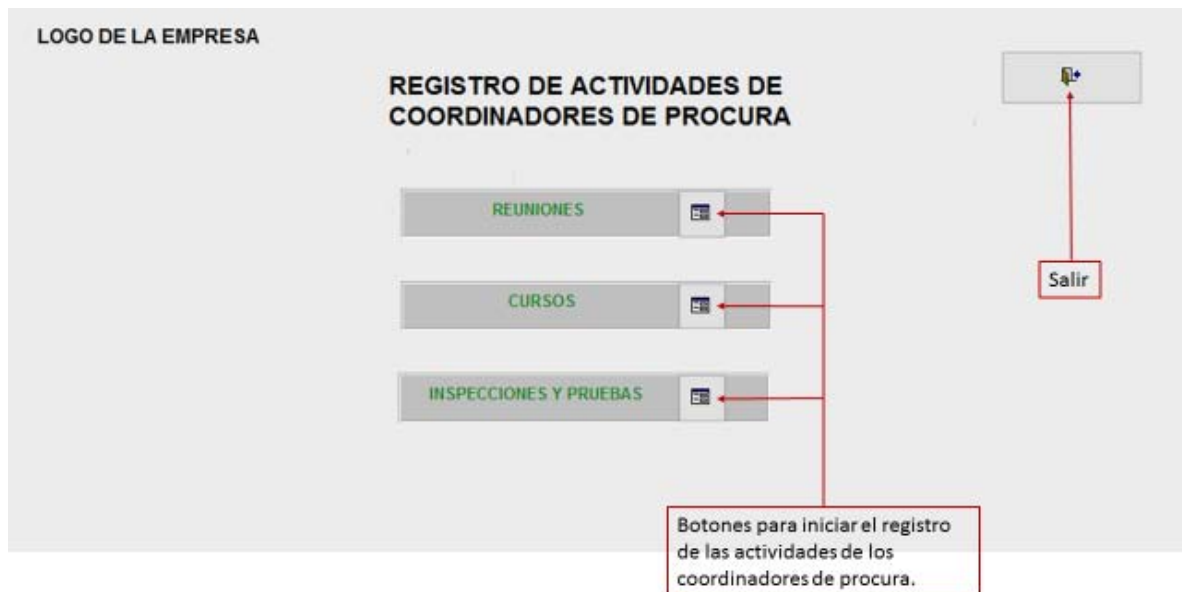 LOGO DE LA EMPRESA
REGISTRO DE ACTIVIDADES DE
COORDINADORES DE PROCURA
REUNIONES
Salir
CURSOS
INSPECCIONES Y PRUEBAS
Botones para iniciar el registro
de las actividades de los
coordinadores de procura.